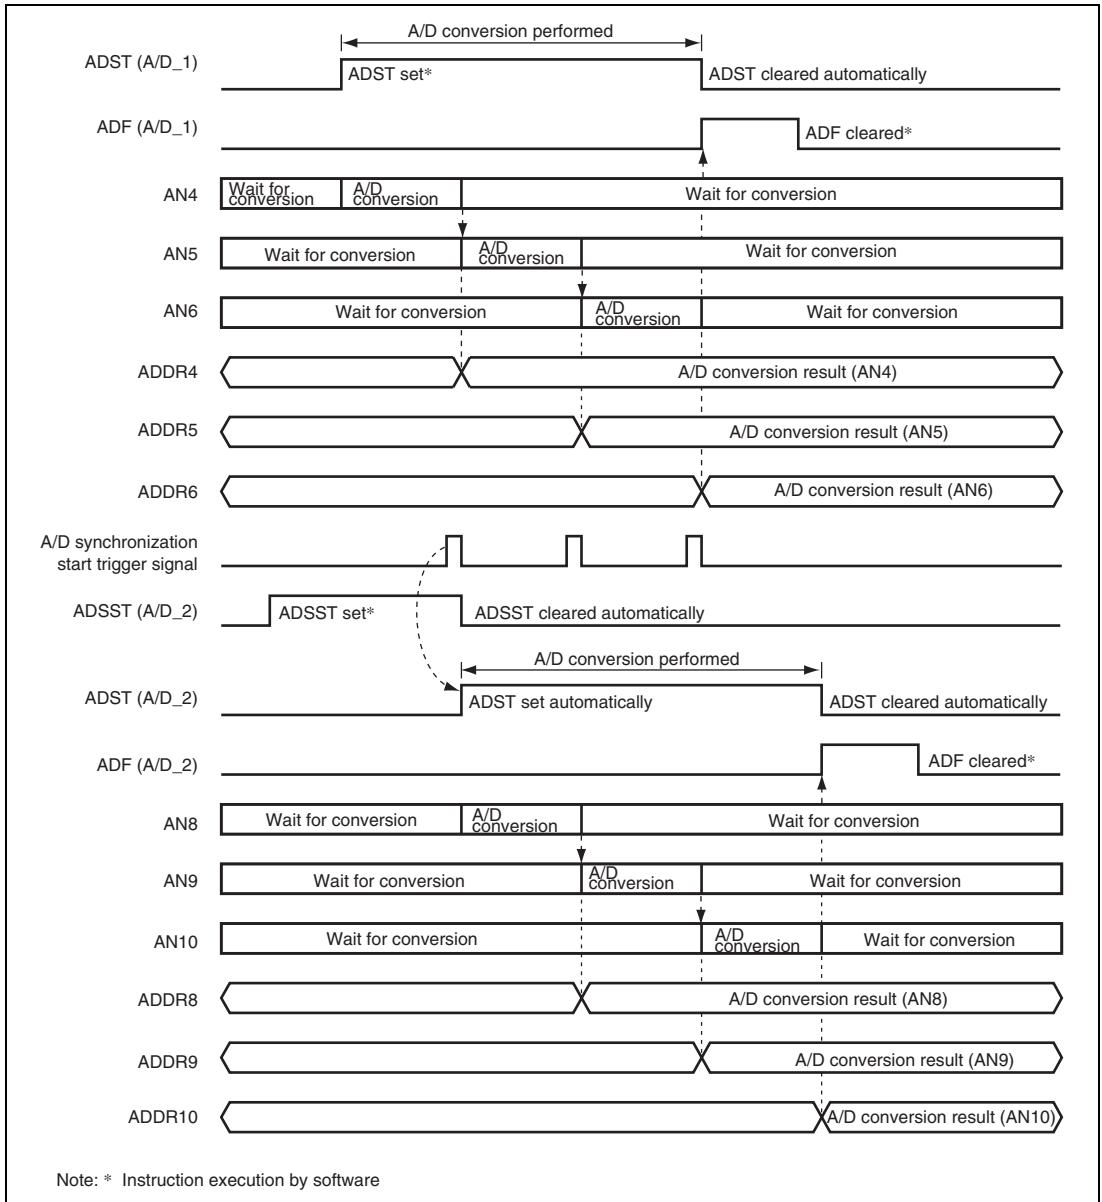 A/D conversion performed
ADST (A/D_1)
ADST set*
ADST cleared automatically
ADF (A/D_1)
ADF cleared*
AN4
Wait for
conversion
A/D
conversion
Wait for conversion
AN5
Wait for conversion
A/D
conversion
Wait for conversion
AN6
Wait for conversion
A/D
conversion
Wait for conversion
ADDR4
A/D conversion result (AN4)
ADDR5
A/D conversion result (AN5)
ADDR6
A/D conversion result (AN6)
A/D synchronization
start trigger signal
ADSST (A/D_2)
ADSST set*
ADSST cleared automatically
A/D conversion performed
ADST (A/D_2)
ADST set automatically
ADST cleared automatically
ADF (A/D_2)
ADF cleared*
AN8
Wait for conversion
A/D
conversion
Wait for conversion
AN9
Wait for conversion
A/D
conversion
Wait for conversion
AN10
Wait for conversion
A/D
conversion
Wait for conversion
ADDR8
A/D conversion result (AN8)
ADDR9
A/D conversion result (AN9)
ADDR10
A/D conversion result (AN10)
Note: * Instruction execution by software